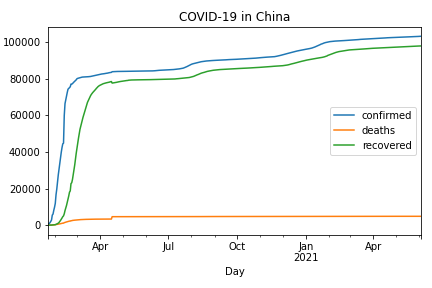 COVID-19 in China
100000
80000
60000
40000
20000
0
confirmed
deaths
recovered
Apr Jul Oct Jan Apr
2021
Day